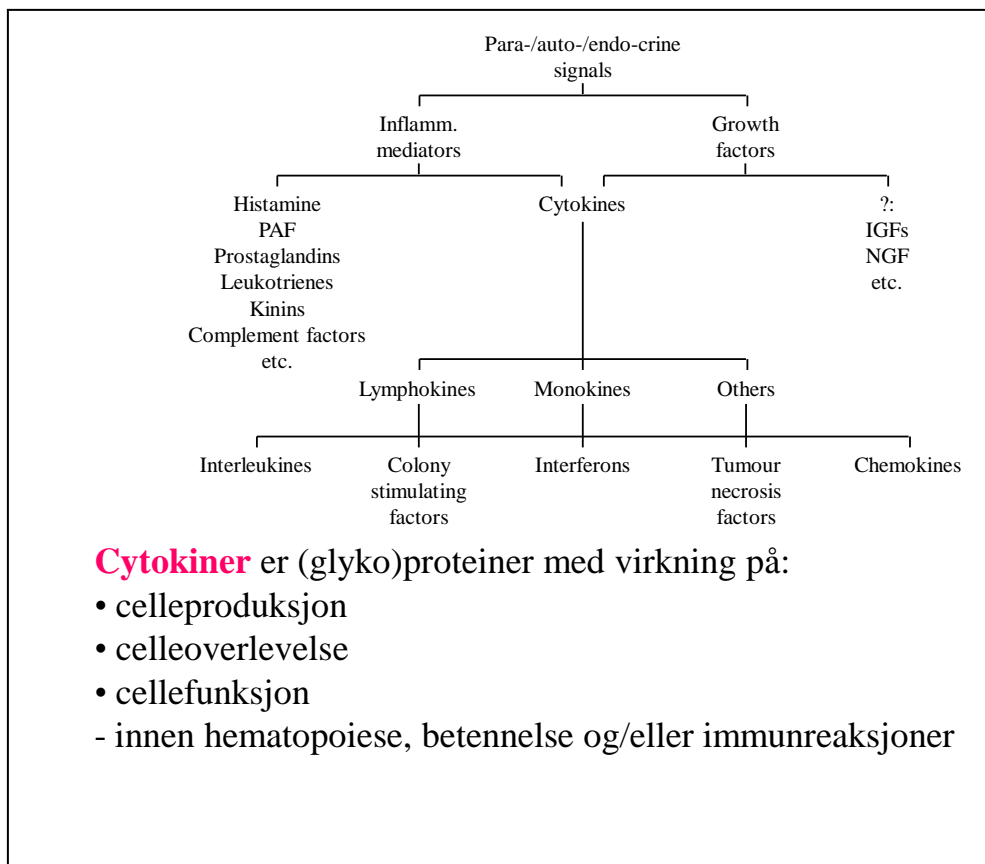 Para-/auto-/endo-crine
signals
Inflamm.
mediators
Growth
factors
Histamine
PAF
Prostaglandins
Leukotrienes
Kinins
Complement factors
etc.
Cytokines
?:
IGFs
NGF
etc.
Lymphokines
Monokines
Others
Interleukines
Colony
stimulating
factors
Interferons
Tumour
necrosis
factors
Chemokines
Cytokiner er (glyko)proteiner med virkning på:
• celleproduksjon
• celleoverlevelse
• cellefunksjon
- innen hematopoiese, betennelse og/eller immunreaksjoner